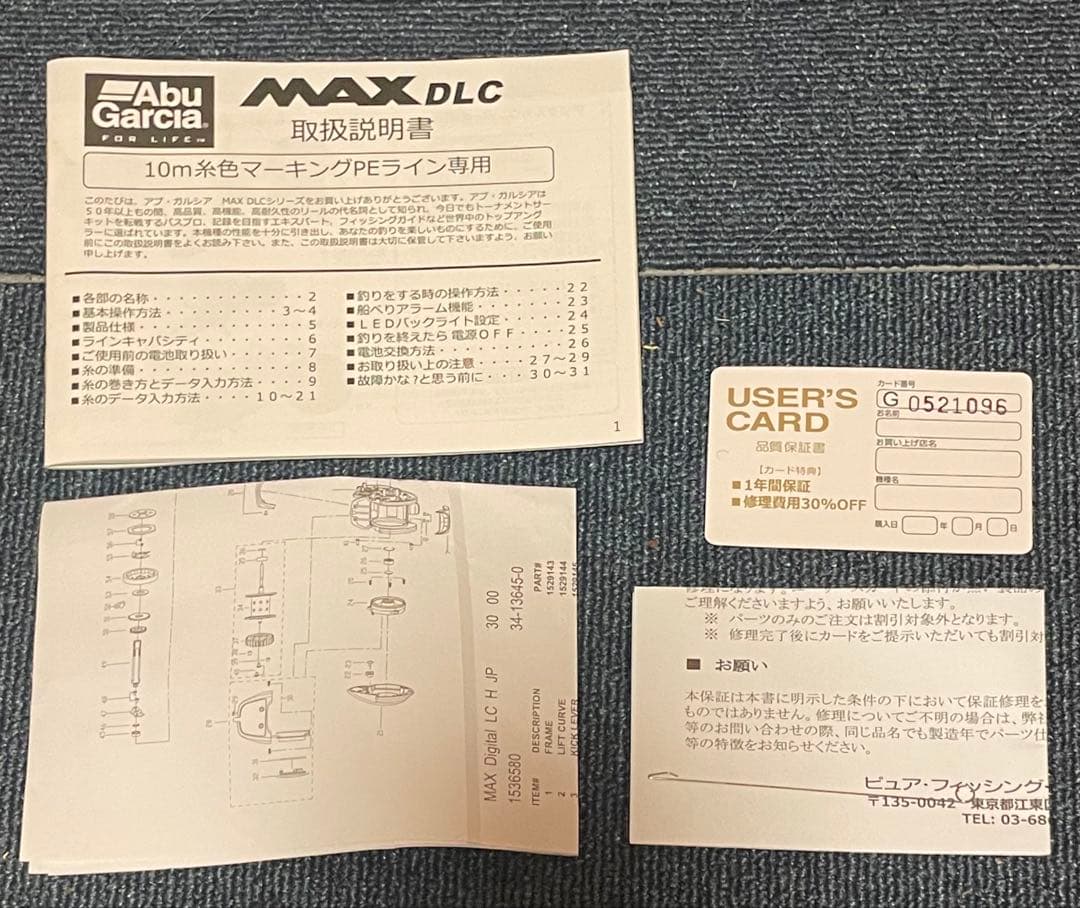 Abu
Garcia
FOR LIFE™
MAX DLC
取扱説明書
10m糸色マーキングPEライン専用
このたびは、アブ・ガルシア MAX DLCシリーズをお買い上げありがとうございます。アブ・ガルシアは
50年以上もの間、高品質、高機能、高耐久性のリールの代名詞として知られ、今日でもトーナメントサー
キットを転戦するバスプロ、記録を目指すエキスパート、フィッシングガイドなど世界中のトップアング
ラーに選ばれています。本機種の性能を十分に引き出し、あなたの釣りを楽しいものにするために、ご使用
前にこの取扱説明書をよくお読み下さい。また、この取扱説明書は大切に保管して下さいますよう、お願い
申し上げます。
■各部の名称・・・・・・・・・・・・2
■基本操作方法・・・・・・・・・3～4
■製品仕様・・・・・・・・・・・・・5
■ラインキャパシティ・・・・・・・・6
■ご使用前の電池取り扱い・・・・・・7
■糸の準備・・・・・・・・・・・・・8
■糸の巻き方とデータ入力方法・・・・9
■糸のデータ入力方法・・・・10～21
■釣りをする時の操作方法・・・・・22
■船べりアラーム機能・・・・・・・23
■LEDバックライト設定・・・・・・24
■釣りを終えたら電源OFF・・・・・25
■電池交換方法・・・・・・・・・・26
■お取り扱い上の注意・・・・27～29
■故障かな?と思う前に・・・30～31
1
USER'S
CARD
品質保証書
【カード特典】
■1年間保証
■修理費用30%OFF
カード番号
G 0521096
お名前
お買い上げ店名
機種名
購入日 年 月 日
MAX Digital LC H JP 30 00
1536580 34-13645-0
ITEM# DESCRIPTION PART#
1 FRAME 1529143
2 LIFT CURVE 1529144
3 KICK LEVER
ご理解くださいますよう、お願いいたします。
※ パーツのみのご注文は割引対象外となります。
※ 修理完了後にカードをご提示いただいても割引対
■ お願い
本保証は本書に明示した条件の下において保証修理を
ものではありません。修理についてご不明の場合は、弊社
等のお問い合わせの際、同じ品名でも製造年でパーツ仕
等の特徴をお知らせください。
ピュア・フィッシング・
〒135-0042 東京都江東区
TEL: 03-68